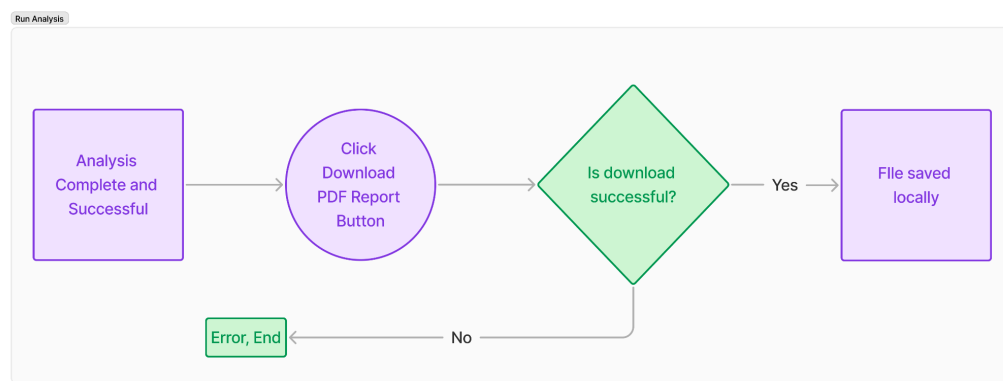 Run Analysis
Analysis
Complete and
Successful
Click
Download
PDF Report
Button
Is download
successful?
Yes
FIle saved
locally
No
Error, End